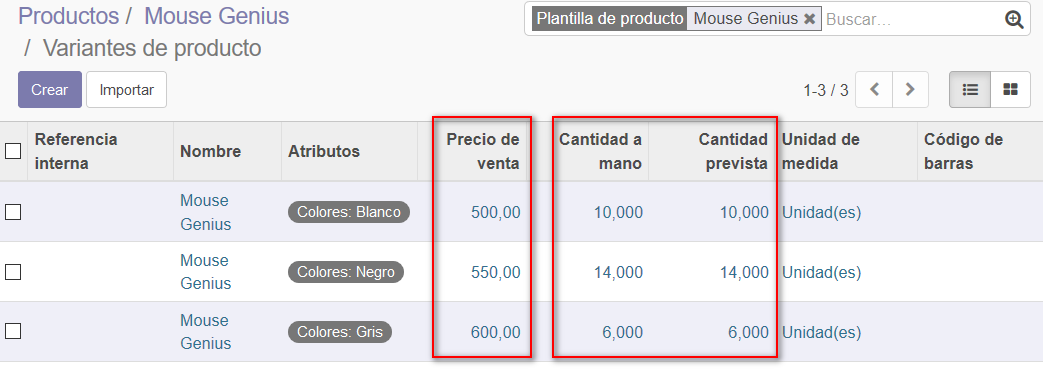 Productos / Mouse Genius
/ Variantes de producto
Plantilla de producto Mouse Genius ✖ Buscar...
Crear Importar
1-3 / 3
Referencia interna Nombre Atributos Precio de venta Cantidad a mano Cantidad prevista Unidad de medida Código de barras
Mouse Genius Colores: Blanco 500,00 10,000 10,000 Unidad(es)
Mouse Genius Colores: Negro 550,00 14,000 14,000 Unidad(es)
Mouse Genius Colores: Gris 600,00 6,000 6,000 Unidad(es)